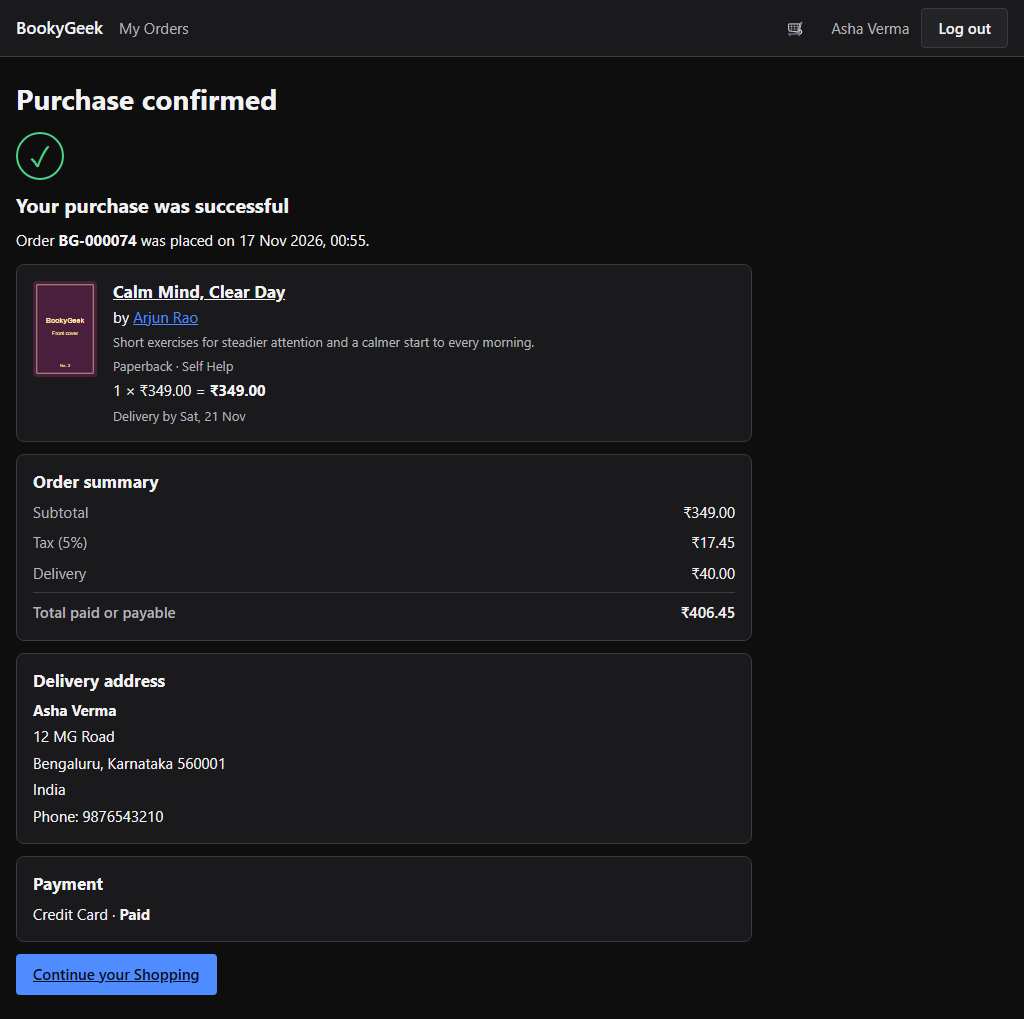 BookyGeek My Orders Asha Verma Log out
Purchase confirmed
Your purchase was successful
Order BG-000074 was placed on 17 Nov 2026, 00:55.
BookyGeek
Front cover
No. 3
Calm Mind, Clear Day
by Arjun Rao
Short exercises for steadier attention and a calmer start to every morning.
Paperback · Self Help
1 × ₹349.00 = ₹349.00
Delivery by Sat, 21 Nov
Order summary
Subtotal ₹349.00
Tax (5%) ₹17.45
Delivery ₹40.00
Total paid or payable ₹406.45
Delivery address
Asha Verma
12 MG Road
Bengaluru, Karnataka 560001
India
Phone: 9876543210
Payment
Credit Card · Paid
Continue your Shopping